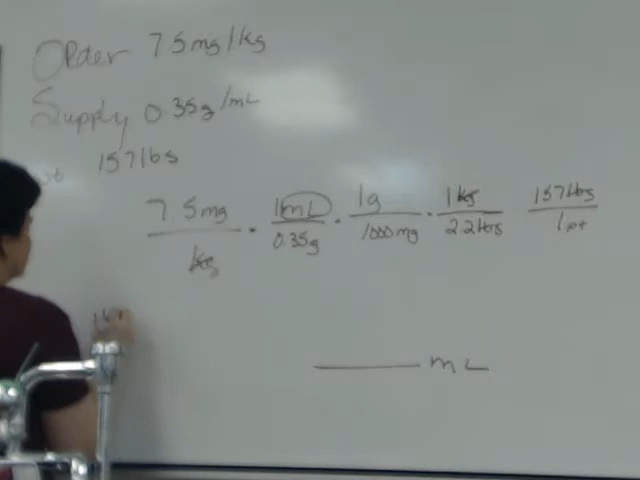 Order 7.5mg/kg
Supply 0.35g/mL
wt 157lbs
7.5mg / kg · 1mL / 0.35g · 1g / 1000mg · 1kg / 2.2lbs 157lbs / 1pt
____ mL